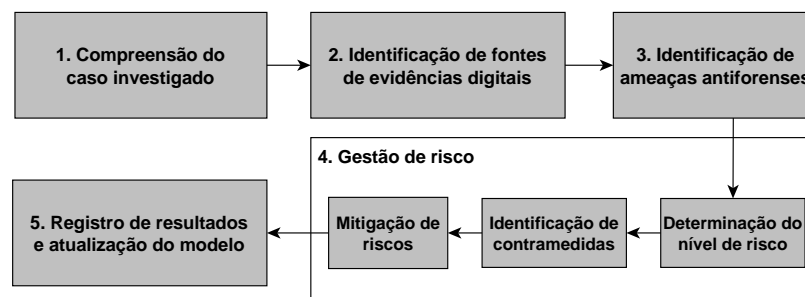 1. Compreensão do
caso investigado
2. Identificação de fontes
de evidências digitais
3. Identificação de
ameaças antiforenses
4. Gestão de risco
Determinação do
nível de risco
Identificação de
contramedidas
Mitigação de
riscos
5. Registro de resultados
e atualização do modelo